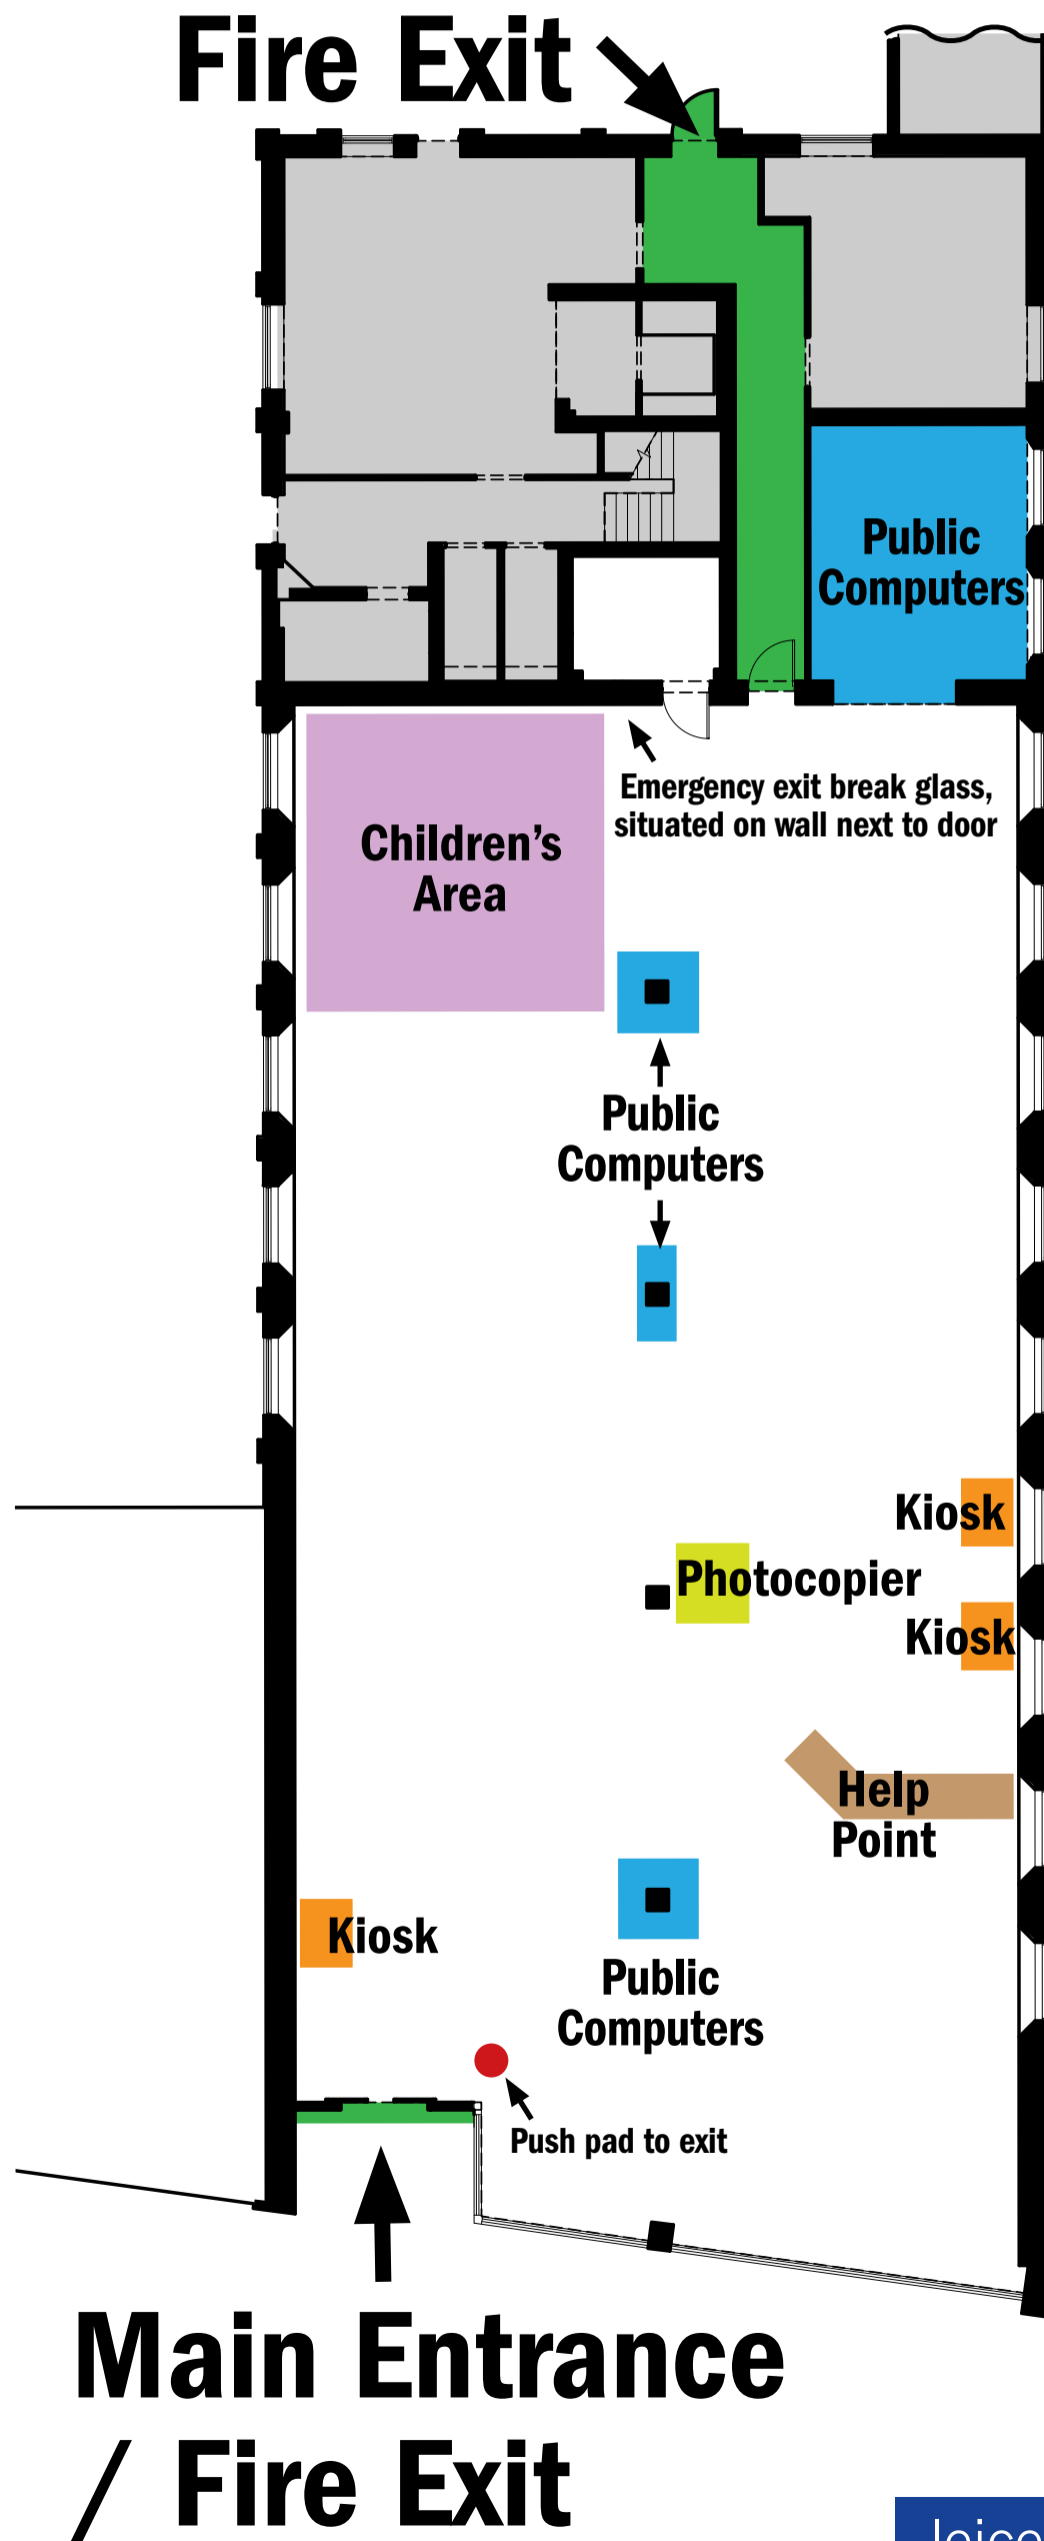 Fire Exit
Public
Computers
Emergency exit break glass,
situated on wall next to door
Children's
Area
Public
Computers
Kiosk
Photocopier
Kiosk
Help
Point
Kiosk
Public
Computers
Push pad to exit
Main Entrance
/ Fire Exit